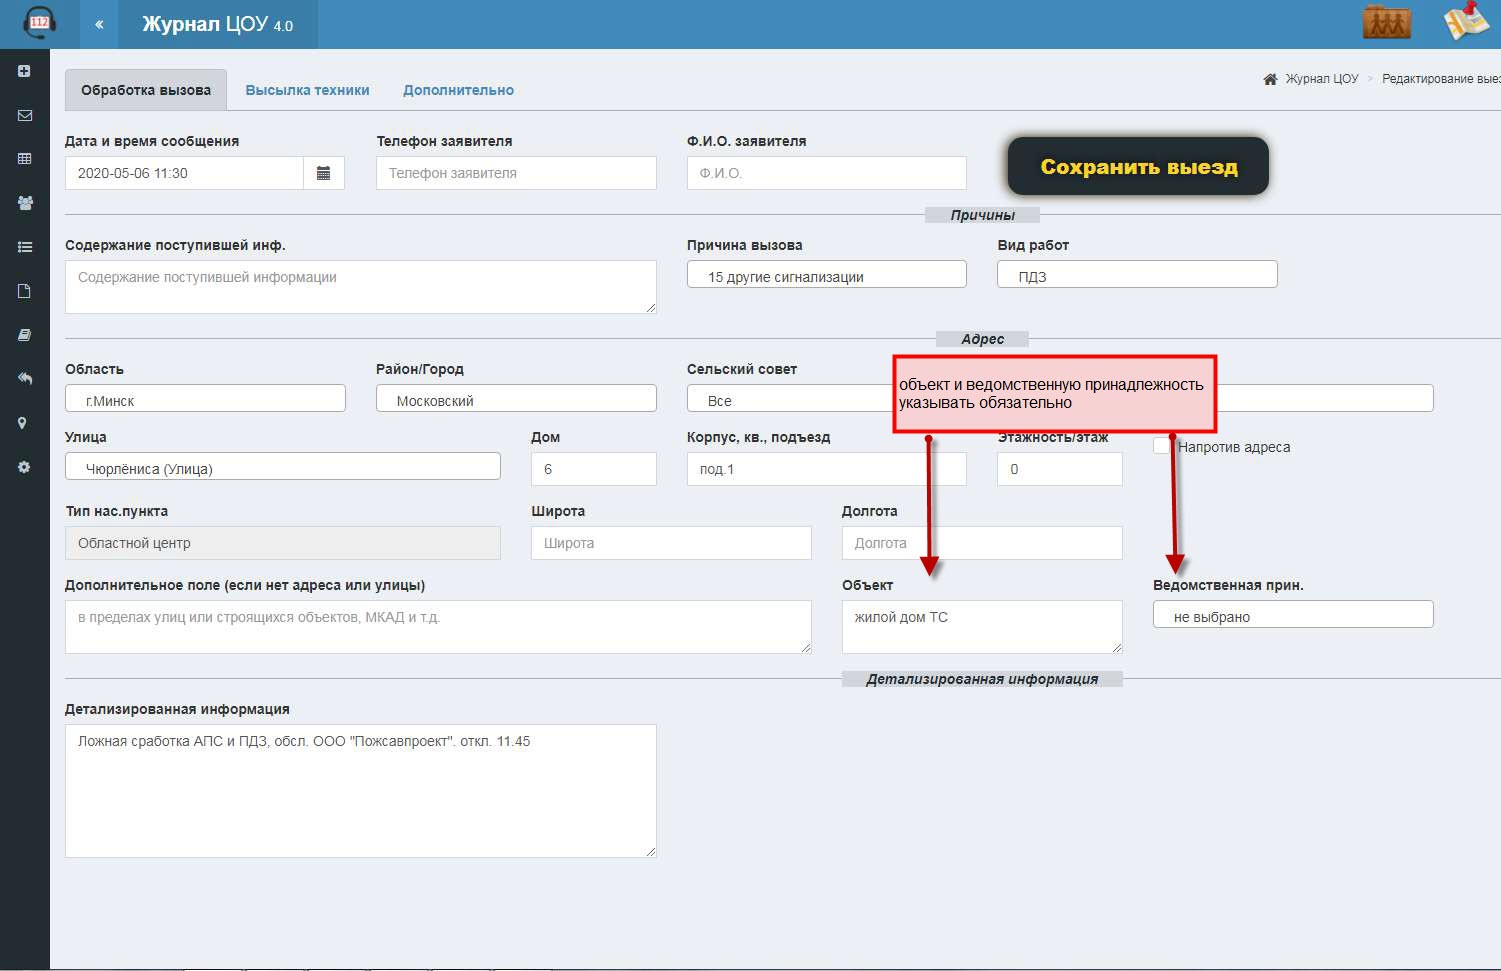 112
«
Журнал ЦОУ 4.0
Обработка вызова
Высылка техники
Дополнительно
Журнал ЦОУ > Редактирование выез
Дата и время сообщения
Телефон заявителя
Ф.И.О. заявителя
2020-05-06 11:30
Телефон заявителя
Ф.И.О.
Сохранить выезд
Причины
Содержание поступившей инф.
Причина вызова
Вид работ
Содержание поступившей информации
15 другие сигнализации
ПДЗ
Адрес
Область
Район/Город
Сельский совет
объект и ведомственную принадлежность
указывать обязательно
г.Минск
Московский
Все
Улица
Дом
Корпус, кв., подъезд
Этажность/этаж
Напротив адреса
Чюрлёниса (Улица)
6
под.1
0
Тип нас.пункта
Широта
Долгота
Областной центр
Широта
Долгота
Дополнительное поле (если нет адреса или улицы)
Объект
Ведомственная прин.
в пределах улиц или строящихся объектов, МКАД и т.д.
жилой дом ТС
не выбрано
Детализированная информация
Детализированная информация
Ложная сработка АПС и ПДЗ, обсл. ООО "Пожсавпроект". откл. 11.45